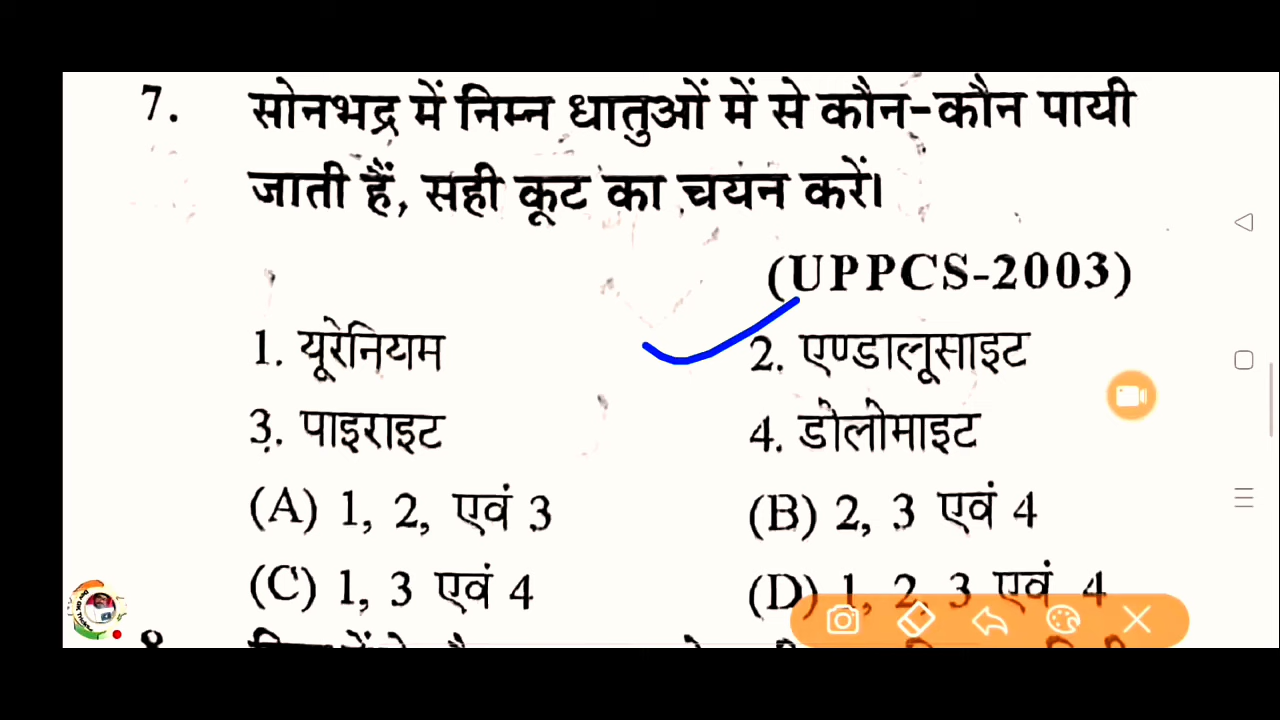 7. सोनभद्र में निम्न धातुओं में से कौन-कौन पायी
जाती हैं, सही कूट का चयन करें।
(UPPCS-2003)
1. यूरेनियम 2. एण्डालूसाइट
3. पाइराइट 4. डोलोमाइट
(A) 1, 2, एवं 3 (B) 2, 3 एवं 4
(C) 1, 3 एवं 4 (D) 1, 2, 3 एवं 4